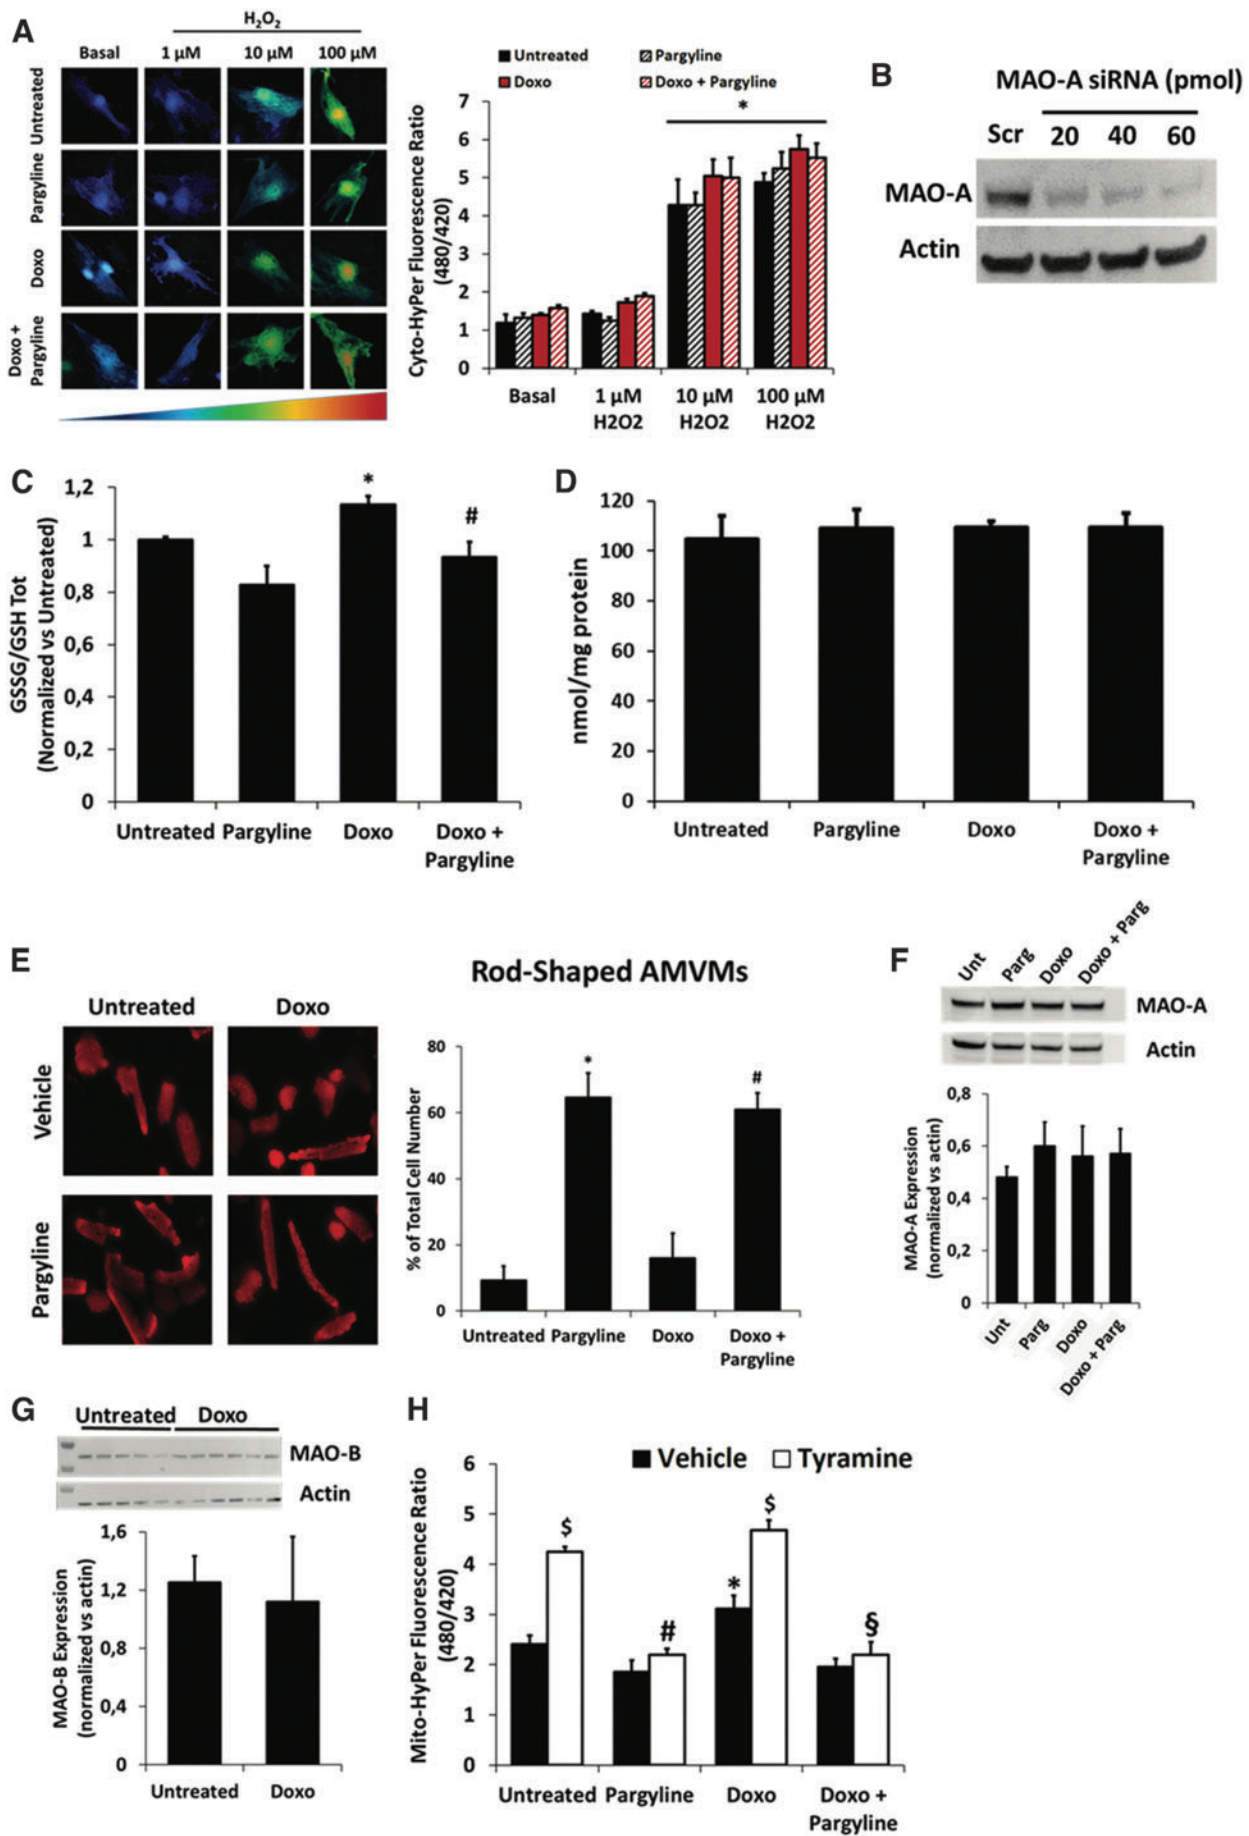 A
H₂O₂
Basal
1 µM
10 µM
100 µM
Untreated
Pargyline
Doxo
Doxo +
Pargyline
Untreated
Pargyline
Doxo
Doxo + Pargyline
*
Cyto-HyPer Fluorescence Ratio
(480/420)
7
6
5
4
3
2
1
0
Basal
1 µM
H2O2
10 µM
H2O2
100 µM
H2O2
B
MAO-A siRNA (pmol)
Scr 20 40 60
MAO-A
Actin
C
GSSG/GSH Tot
(Normalized vs Untreated)
1,2
1
0,8
0,6
0,4
0,2
0
*
#
Untreated
Pargyline
Doxo
Doxo +
Pargyline
D
nmol/mg protein
120
100
80
60
40
20
0
Untreated
Pargyline
Doxo
Doxo +
Pargyline
E
Untreated
Doxo
Vehicle
Pargyline
Rod-Shaped AMVMs
% of Total Cell Number
80
60
40
20
0
*
#
Untreated
Pargyline
Doxo
Doxo +
Pargyline
F
Unt
Parg
Doxo
Doxo + Parg
MAO-A
Actin
MAO-A Expression
(normalized vs actin)
0,8
0,6
0,4
0,2
0
Unt
Parg
Doxo
Doxo + Parg
G
Untreated
Doxo
MAO-B
Actin
MAO-B Expression
(normalized vs actin)
1,6
1,2
0,8
0,4
0
Untreated
Doxo
H
Vehicle
Tyramine
Mito-HyPer Fluorescence Ratio
(480/420)
6
5
4
3
2
1
0
$
#
*
$
§
Untreated
Pargyline
Doxo
Doxo +
Pargyline